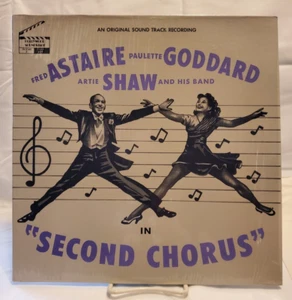 AN ORIGINAL SOUND TRACK RECORDING
FRED ASTAIRE PAULETTE GODDARD
ARTIE SHAW AND HIS BAND
IN
"SECOND CHORUS"